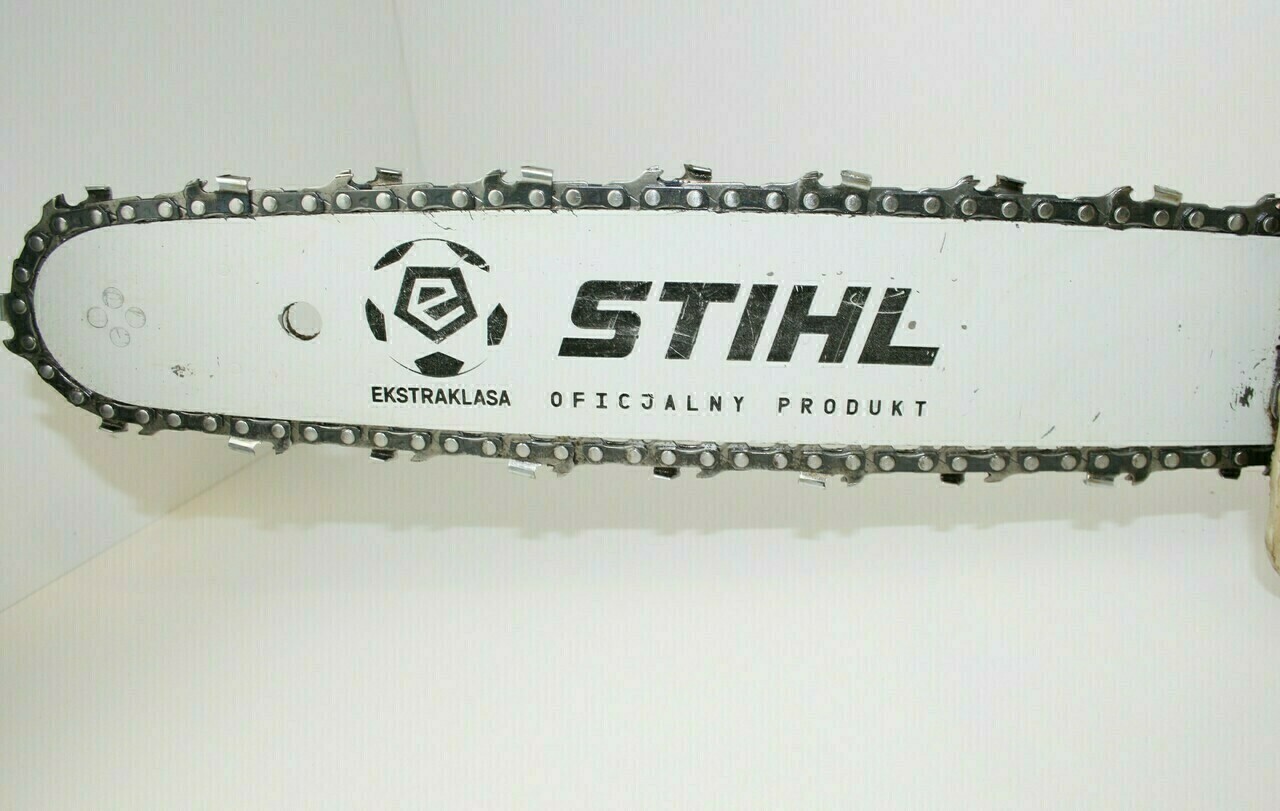 STIHL
EKSTRAKLASA
OFICJALNY PRODUKT